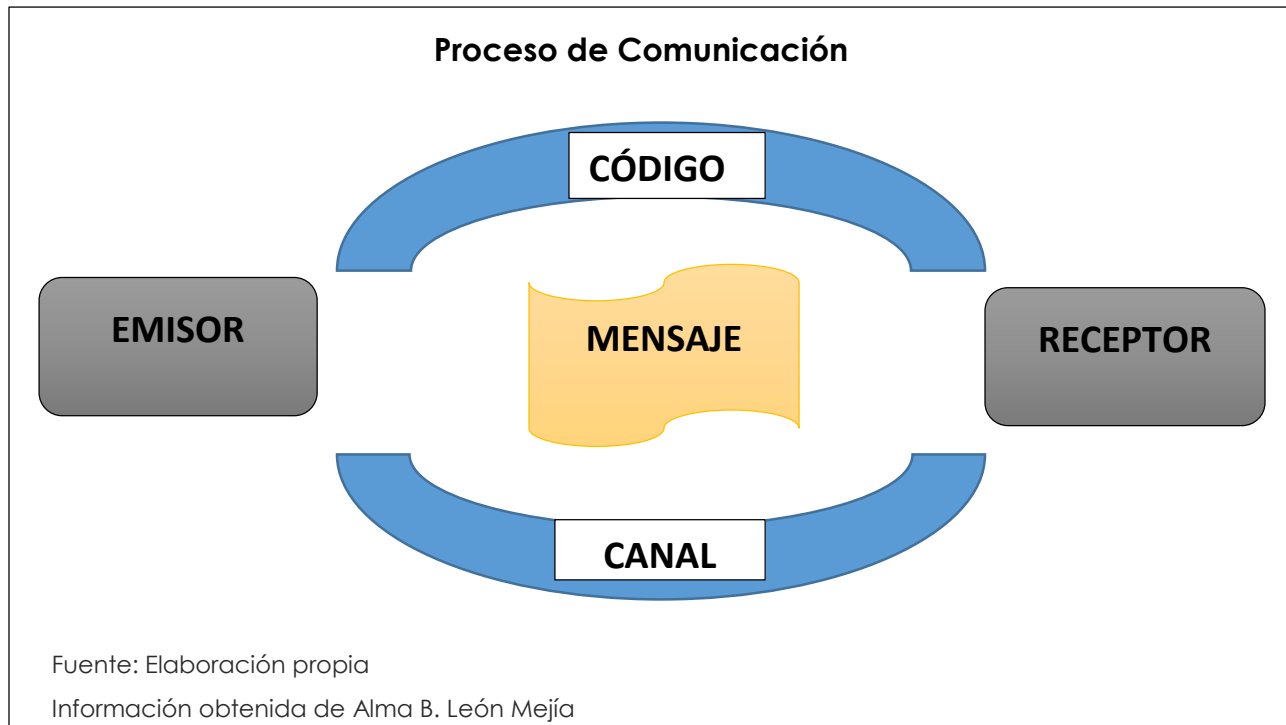 Proceso de Comunicación
CÓDIGO
EMISOR
MENSAJE
RECEPTOR
CANAL
Fuente: Elaboración propia
Información obtenida de Alma B. León Mejía